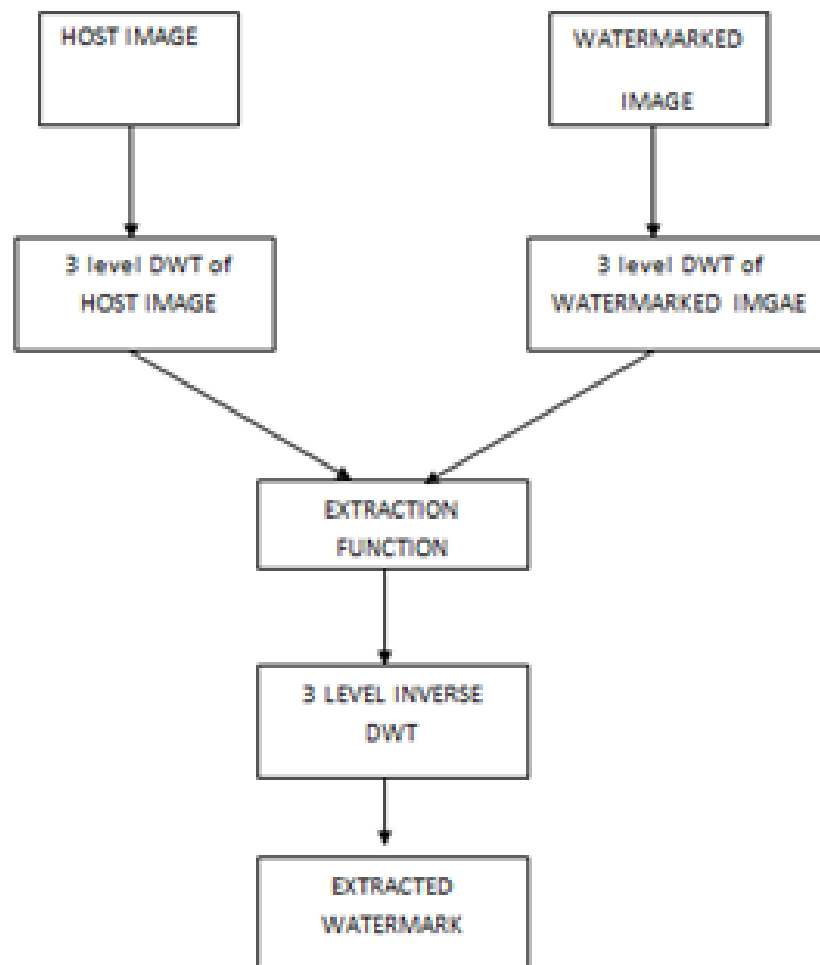 HOST IMAGE
WATERMARKED
IMAGE
3 level DWT of
HOST IMAGE
3 level DWT of
WATERMARKED IMGAE
EXTRACTION
FUNCTION
3 LEVEL INVERSE
DWT
EXTRACTED
WATERMARK